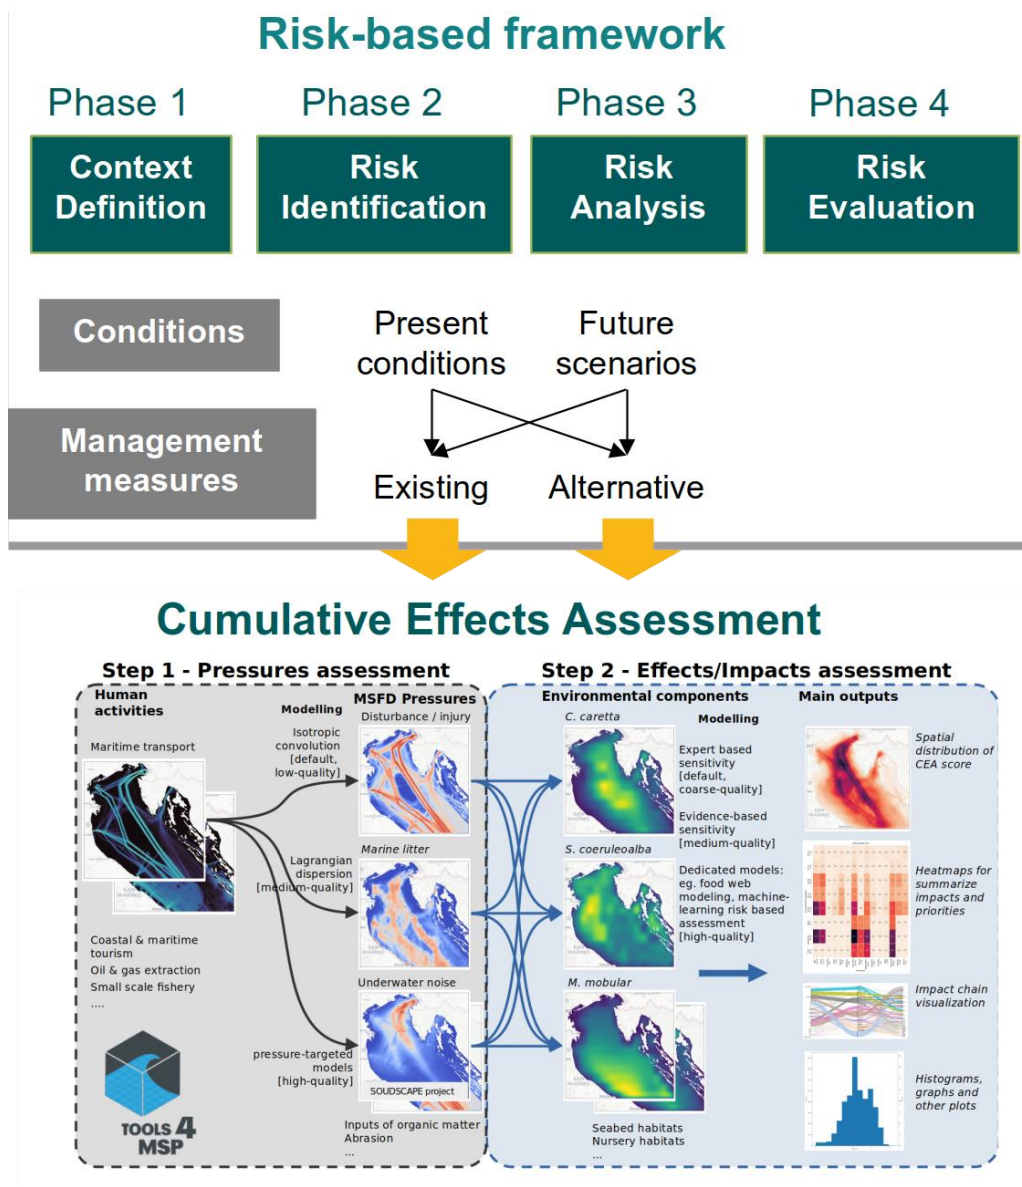 Risk-based framework
Phase 1
Phase 2
Phase 3
Phase 4
Context
Definition
Risk
Identification
Risk
Analysis
Risk
Evaluation
Conditions
Present
conditions
Future
scenarios
Management
measures
Existing
Alternative
Cumulative Effects Assessment
Step 1 - Pressures assessment
Human
activities
Modelling
MSFD Pressures
Maritime transport
Isotropic
convolution
[default,
low-quality]
Disturbance / injury
Lagrangian
dispersion
[medium-quality]
Marine litter
Coastal & maritime
tourism
Oil & gas extraction
Small scale fishery
....
Underwater noise
pressure-targeted
models
[high-quality]
SOUDSCAPE project
Inputs of organic matter
Abrasion
...
TOOLS 4
MSP
Step 2 - Effects/Impacts assessment
Environmental components
Modelling
Main outputs
C. caretta
Expert based
sensitivity
[default,
coarse-quality]
Evidence-based
sensitivity
[medium-quality]
S. coeruleoalba
Dedicated models:
eg. food web
modeling, machine-
learning risk based
assessment
[high-quality]
M. mobular
Seabed habitats
Nursery habitats
...
Spatial
distribution of
CEA score
Heatmaps for
summarize
impacts and
priorities
Impact chain
visualization
Histograms,
graphs and
other plots